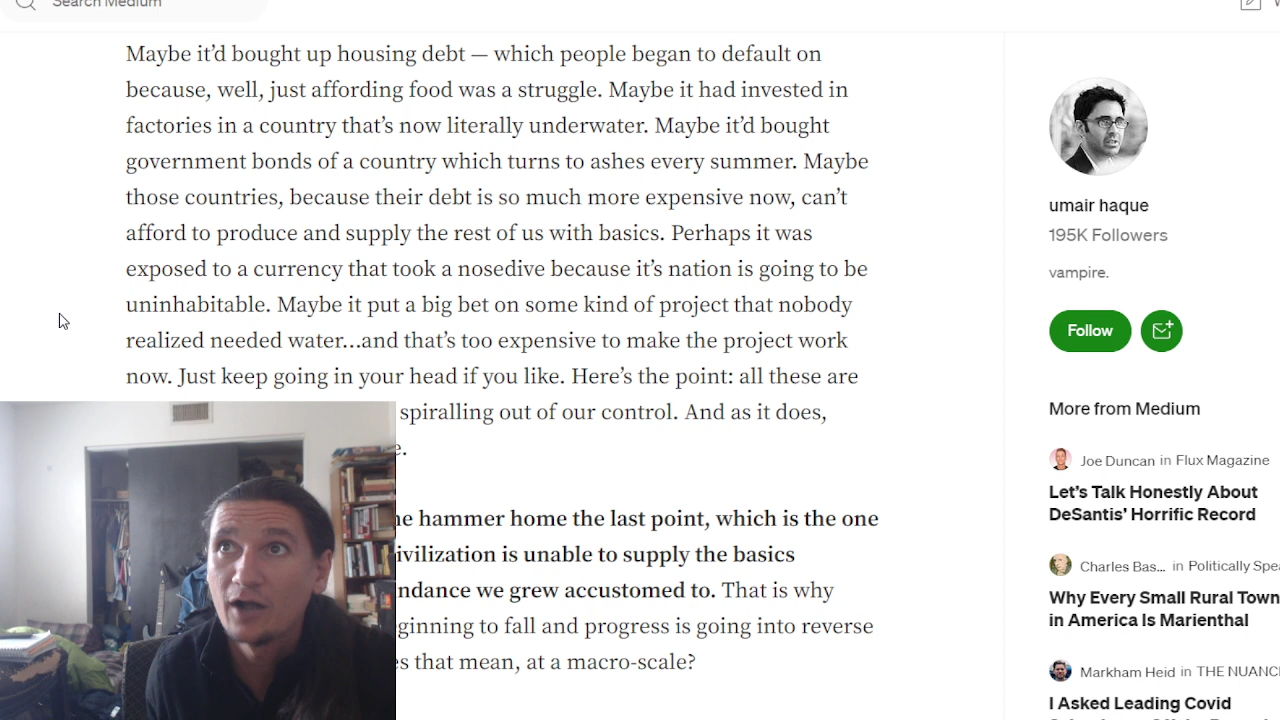 Search Medium
Maybe it'd bought up housing debt — which people began to default on
because, well, just affording food was a struggle. Maybe it had invested in
factories in a country that's now literally underwater. Maybe it'd bought
government bonds of a country which turns to ashes every summer. Maybe
those countries, because their debt is so much more expensive now, can't
afford to produce and supply the rest of us with basics. Perhaps it was
exposed to a currency that took a nosedive because it's nation is going to be
uninhabitable. Maybe it put a big bet on some kind of project that nobody
realized needed water…and that's too expensive to make the project work
now. Just keep going in your head if you like. Here's the point: all these are
spiralling out of our control. And as it does,
hammer home the last point, which is the one
is unable to supply the basics
we grew accustomed to. That is why
to fall and progress is going into reverse
that mean, at a macro-scale?
umair haque
195K Followers
vampire.
Follow
More from Medium
Joe Duncan in Flux Magazine
Let's Talk Honestly About
DeSantis' Horrific Record
Charles Bas... in Politically
Why Every Small Rural Town
in America Is Marienthal
Markham Heid in THE
I Asked Leading Covid